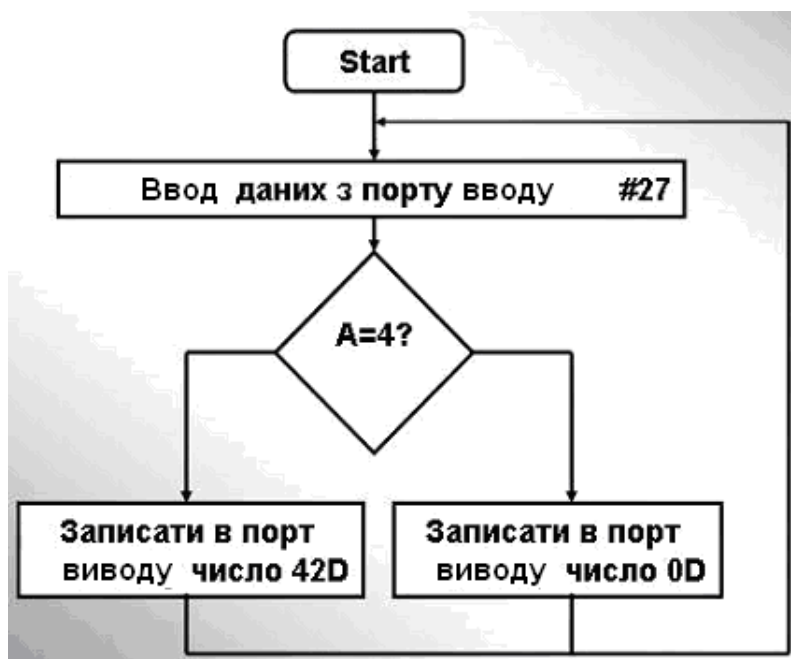 Start
Ввод даних з порту вводу #27
A=4?
Записати в порт
виводу число 42D
Записати в порт
виводу число 0D